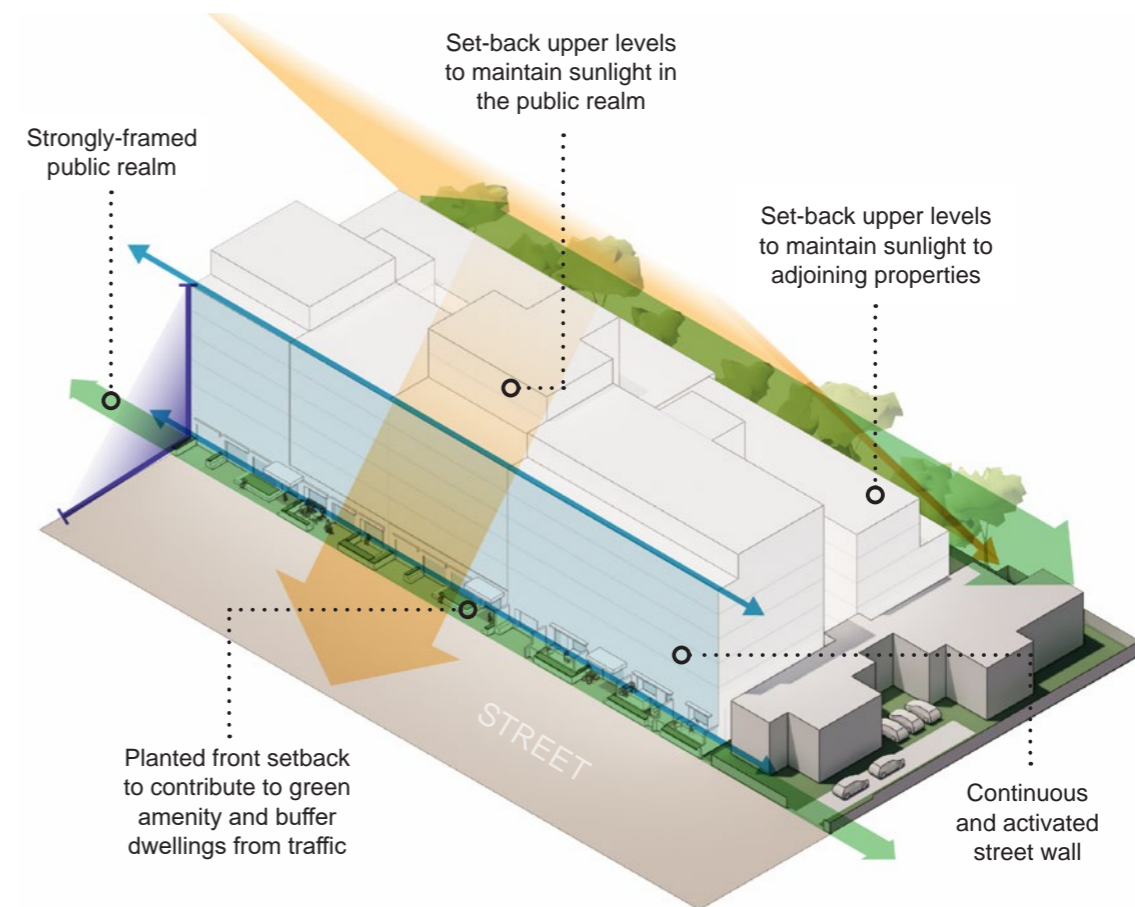 Set-back upper levels
to maintain sunlight in
the public realm
Strongly-framed
public realm
Set-back upper levels
to maintain sunlight to
adjoining properties
STREET
Planted front setback
to contribute to green
amenity and buffer
dwellings from traffic
Continuous
and activated
street wall